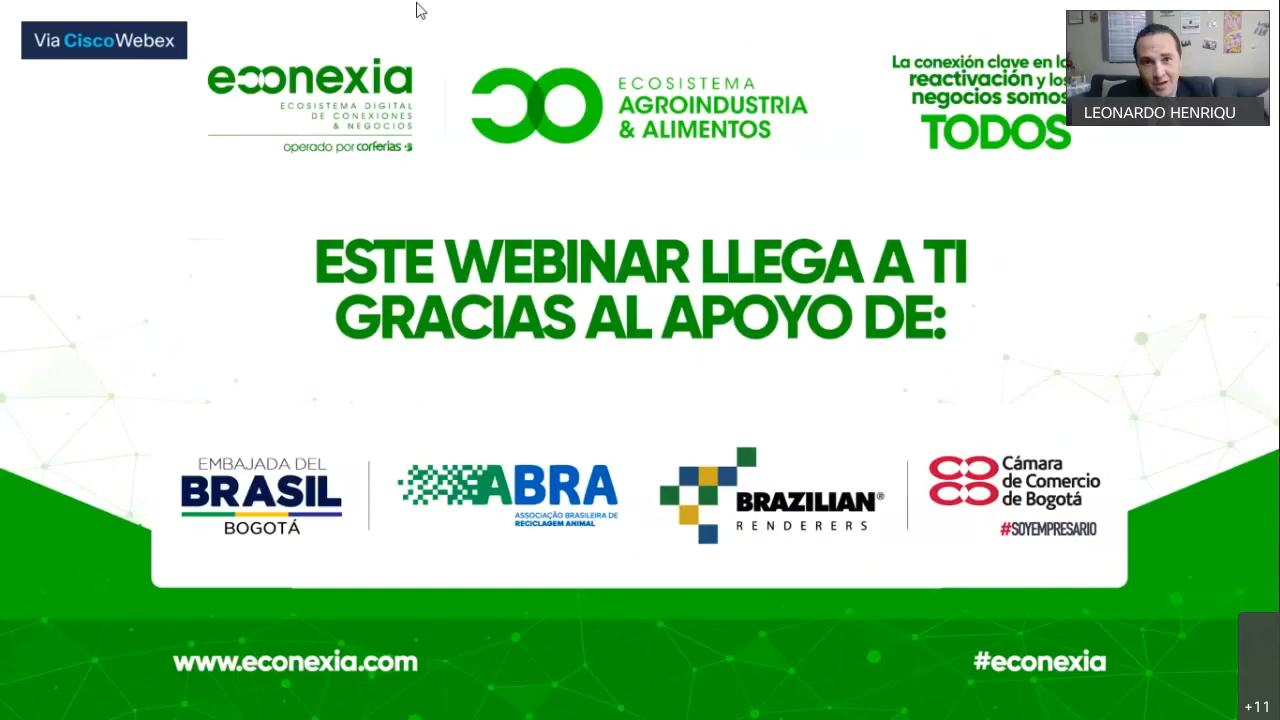 Via CiscoWebex
econexia
ECOSISTEMA DIGITAL
DE CONEXIONES
& NEGOCIOS
operado por corferias
ECOSISTEMA
AGROINDUSTRIA
& ALIMENTOS
La conexión clave en la
reactivación y los
negocios somos
TODOS
LEONARDO HENRIQU
ESTE WEBINAR LLEGA A TI
GRACIAS AL APOYO DE:
EMBAJADA DEL
BRASIL
BOGOTÁ
ABRA
ASSOCIAÇÃO BRASILEIRA DE
RECICLAGEM ANIMAL
BRAZILIAN®
RENDERERS
Cámara
de Comercio
de Bogotá
#SOYEMPRESARIO
www.econexia.com
#econexia
+11